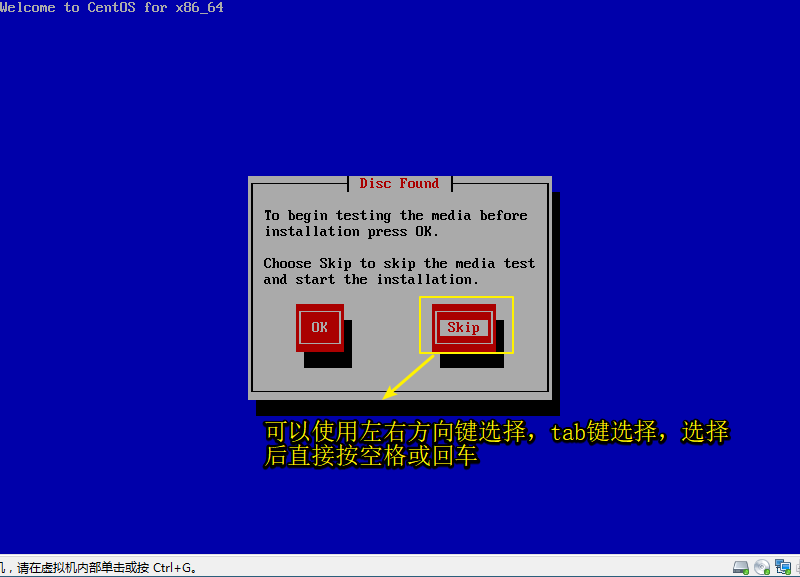 Welcome to CentOS for x86_64
Disc Found
To begin testing the media before
installation press OK.
Choose Skip to skip the media test
and start the installation.
OK
Skip
可以使用左右方向键选择，tab键选择，选择
后直接按空格或回车
，请在虚拟机内部单击或按 Ctrl+G。